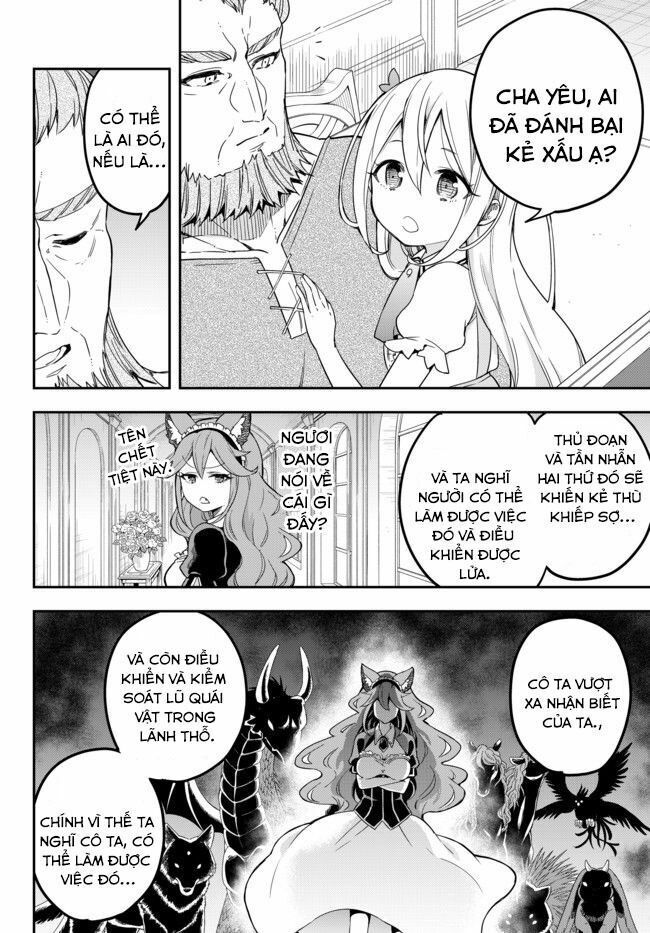 CHA YÊU, AI
ĐÃ ĐÁNH BẠI
KẺ XẤU Ạ?
CÓ THỂ
LÀ AI ĐÓ,
NẾU LÀ...
THỦ ĐOẠN
VÀ TẦN NHẪN
HAI THỨ ĐÓ SẼ
KHIẾN KẺ THÙ
KHIẾP SỢ...
VÀ TA NGHĨ
NGƯỜI CÓ THỂ
LÀM ĐƯỢC VIỆC
ĐÓ VÀ ĐIỀU
KHIỂN ĐƯỢC
LỬA.
NGƯƠI
ĐANG
NÓI VỀ
CÁI GÌ
ĐẤY?
TÊN
CHẾT
TIỆT NÀY.
CÔ TA VƯỢT
XA NHẬN BIẾT
CỦA TA.,
VÀ CÒN ĐIỀU
KHIỂN VÀ KIỂM
SOÁT LŨ QUÁI
VẬT TRONG
LÃNH THỔ.
CHÍNH VÌ THẾ TA
NGHĨ CÔ TA, CÓ
THỂ LÀM ĐƯỢC
VIỆC ĐÓ...